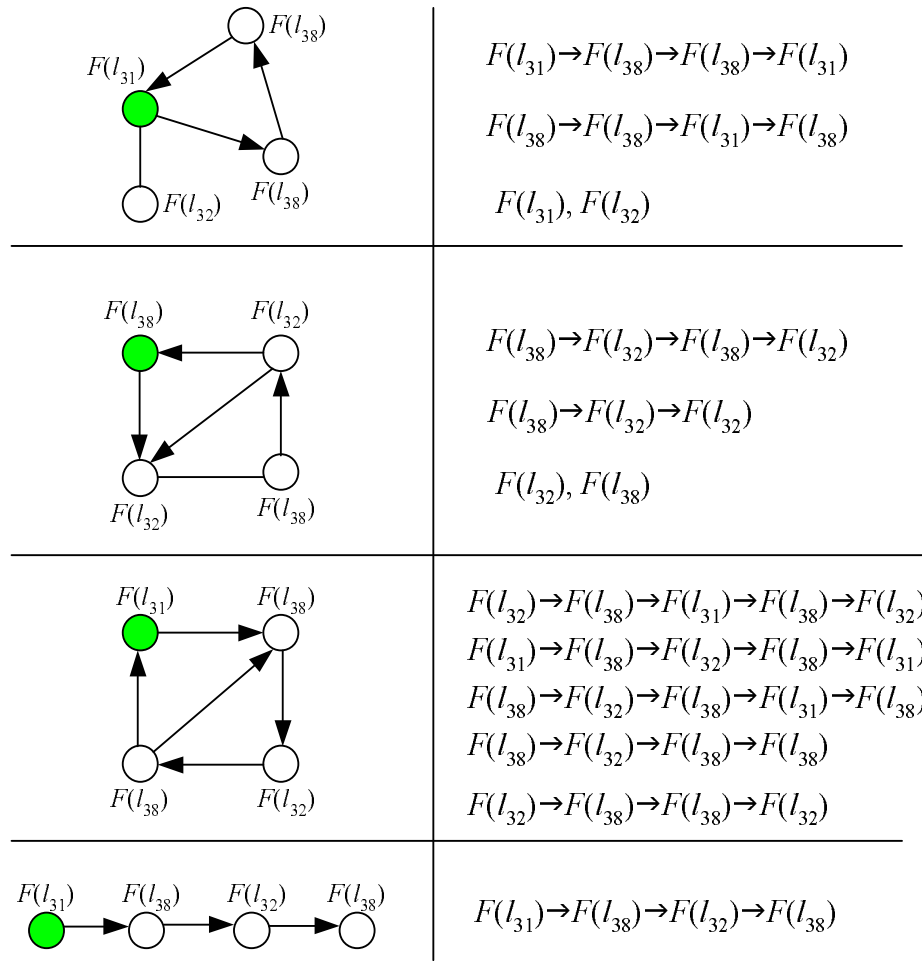 F(l₃₈)
F(l₃₁)
F(l₃₈)
F(l₃₂)
F(l₃₁)→F(l₃₈)→F(l₃₈)→F(l₃₁)
F(l₃₈)→F(l₃₈)→F(l₃₁)→F(l₃₈)
F(l₃₁), F(l₃₂)
F(l₃₈) F(l₃₂)
F(l₃₂) F(l₃₈)
F(l₃₈)→F(l₃₂)→F(l₃₈)→F(l₃₂)
F(l₃₈)→F(l₃₂)→F(l₃₂)
F(l₃₂), F(l₃₈)
F(l₃₁) F(l₃₈)
F(l₃₈) F(l₃₂)
F(l₃₂)→F(l₃₈)→F(l₃₁)→F(l₃₈)→F(l₃₂)
F(l₃₁)→F(l₃₈)→F(l₃₂)→F(l₃₈)→F(l₃₁)
F(l₃₈)→F(l₃₂)→F(l₃₈)→F(l₃₁)→F(l₃₈)
F(l₃₈)→F(l₃₂)→F(l₃₈)→F(l₃₈)
F(l₃₂)→F(l₃₈)→F(l₃₈)→F(l₃₂)
F(l₃₁) F(l₃₈) F(l₃₂) F(l₃₈)
F(l₃₁)→F(l₃₈)→F(l₃₂)→F(l₃₈)